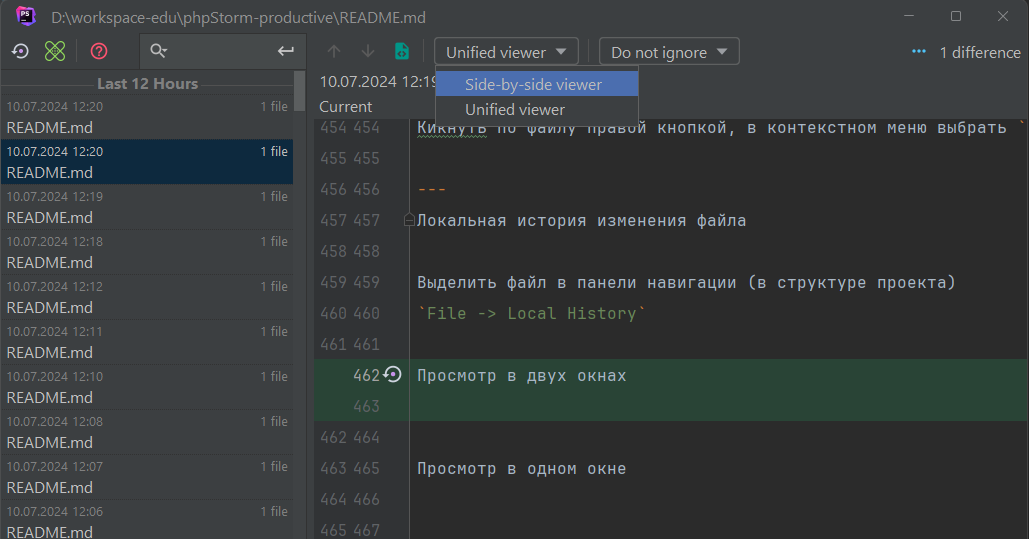 PS D:\workspace-edu\phpStorm-productive\README.md
Unified viewer Do not ignore 1 difference
Side-by-side viewer
Unified viewer
Last 12 Hours
10.07.2024 12:20 1 file
README.md
10.07.2024 12:20 1 file
README.md
10.07.2024 12:19 1 file
README.md
10.07.2024 12:18 1 file
README.md
10.07.2024 12:12 1 file
README.md
10.07.2024 12:11 1 file
README.md
10.07.2024 12:10 1 file
README.md
10.07.2024 12:08 1 file
README.md
10.07.2024 12:07 1 file
README.md
10.07.2024 12:06 1 file
README.md
10.07.2024 12:19
Current
454 454 Кикнуть по файлу правой кнопкой, в контекстном меню выбрать `
455 455
456 456 ---
457 457 Локальная история изменения файла
458 458
459 459 Выделить файл в панели навигации (в структуре проекта)
460 460 `File -> Local History`
461 461
462 Просмотр в двух окнах
463
462 464
463 465 Просмотр в одном окне
464 466
465 467